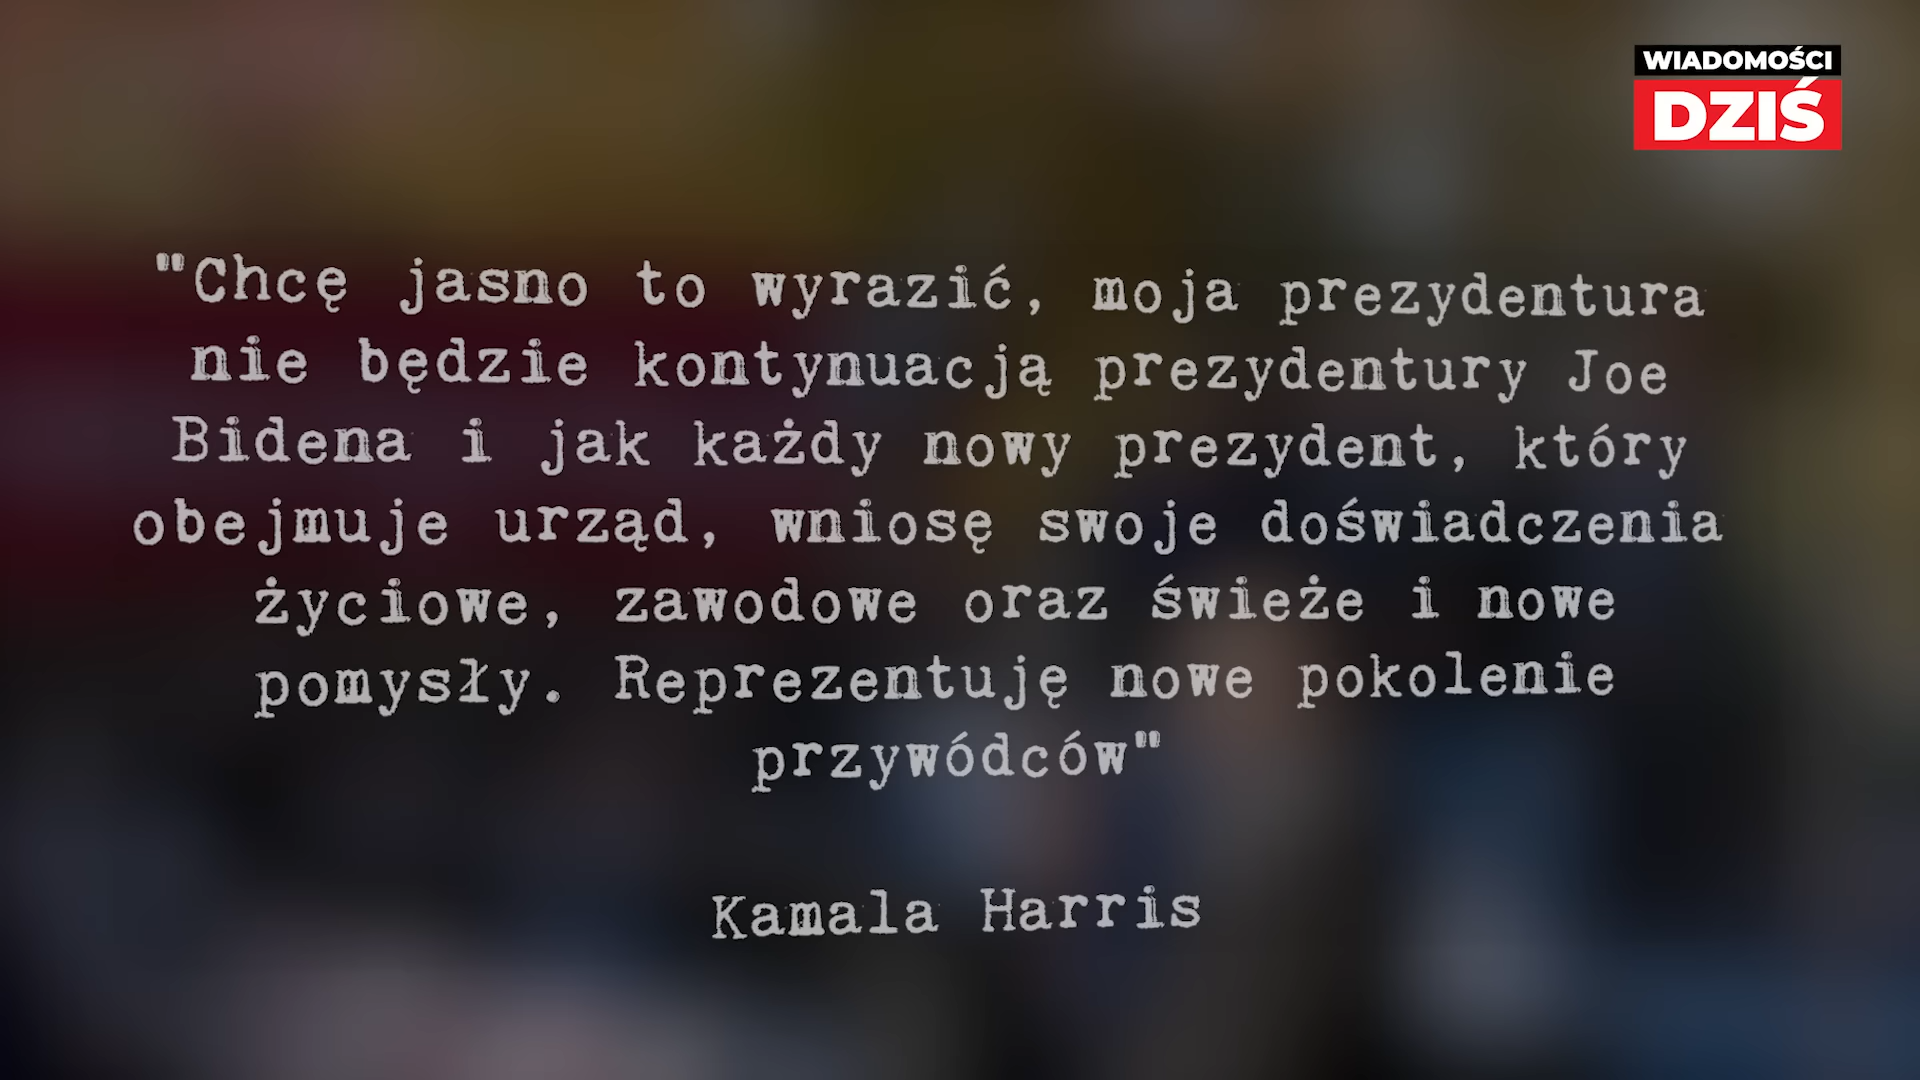 WIADOMOŚCI
DZIŚ
"Chcę jasno to wyrazić, moja prezydentura
nie będzie kontynuacją prezydentury Joe
Bidena i jak każdy nowy prezydent, który
obejmuje urząd, wniosę swoje doświadczenia
życiowe, zawodowe oraz świeże i nowe
pomysły. Reprezentuję nowe pokolenie
przywódców"
Kamala Harris